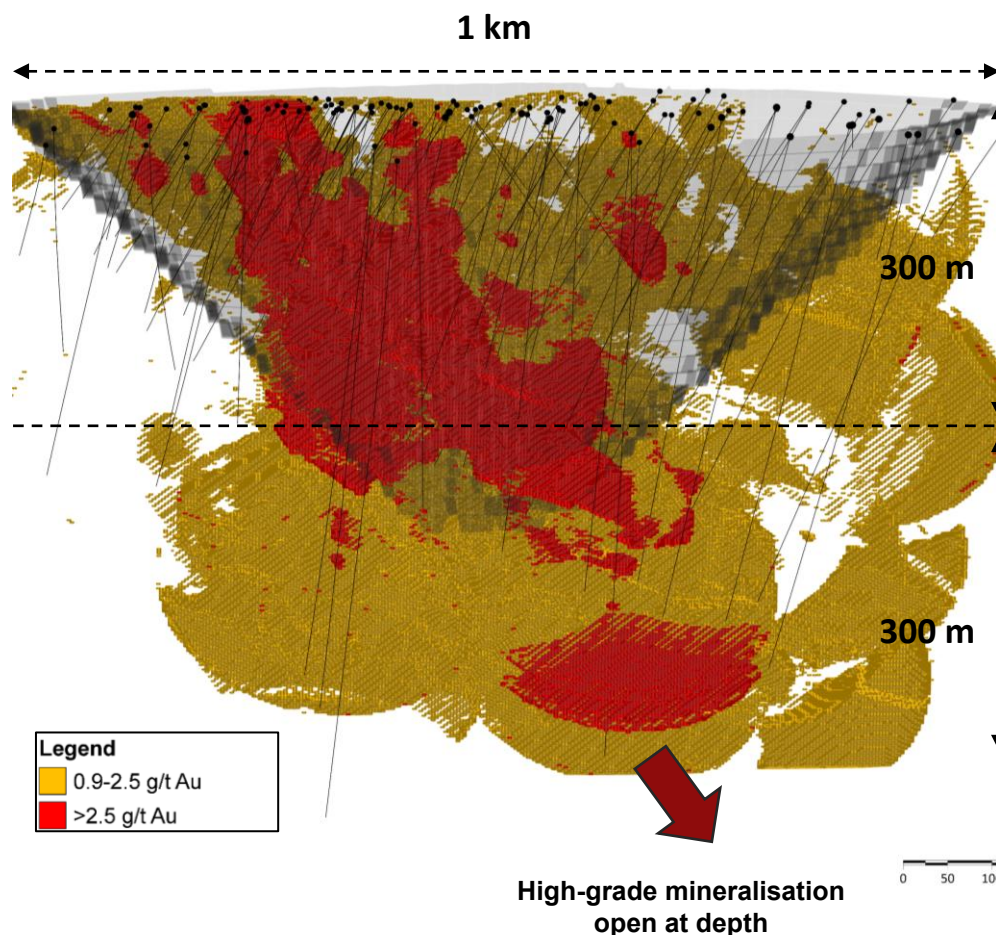 1 km
300 m
300 m
Legend
0.9-2.5 g/t Au
>2.5 g/t Au
High-grade mineralisation
open at depth
0 50